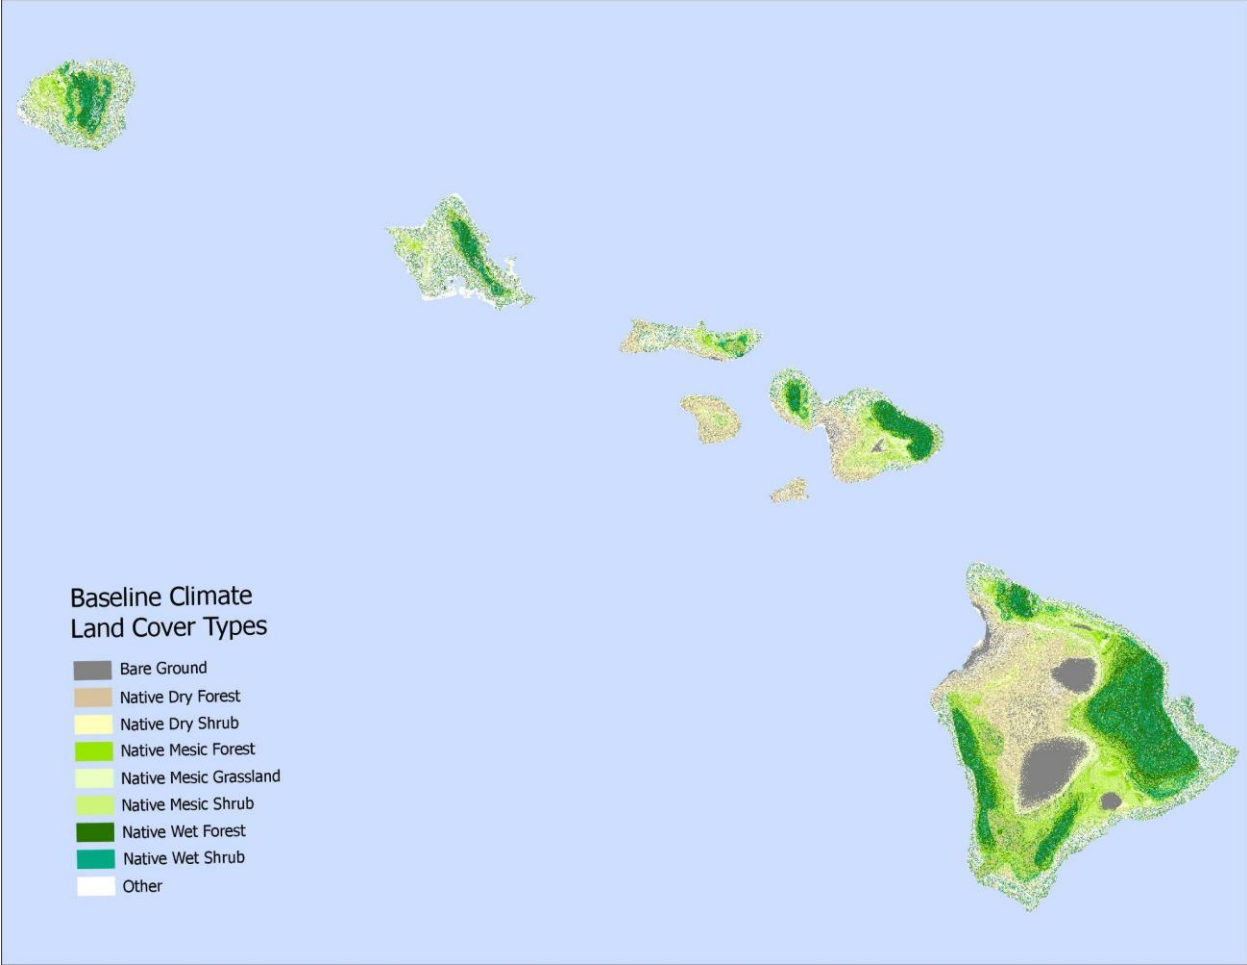 Baseline Climate
Land Cover Types
Bare Ground
Native Dry Forest
Native Dry Shrub
Native Mesic Forest
Native Mesic Grassland
Native Mesic Shrub
Native Wet Forest
Native Wet Shrub
Other